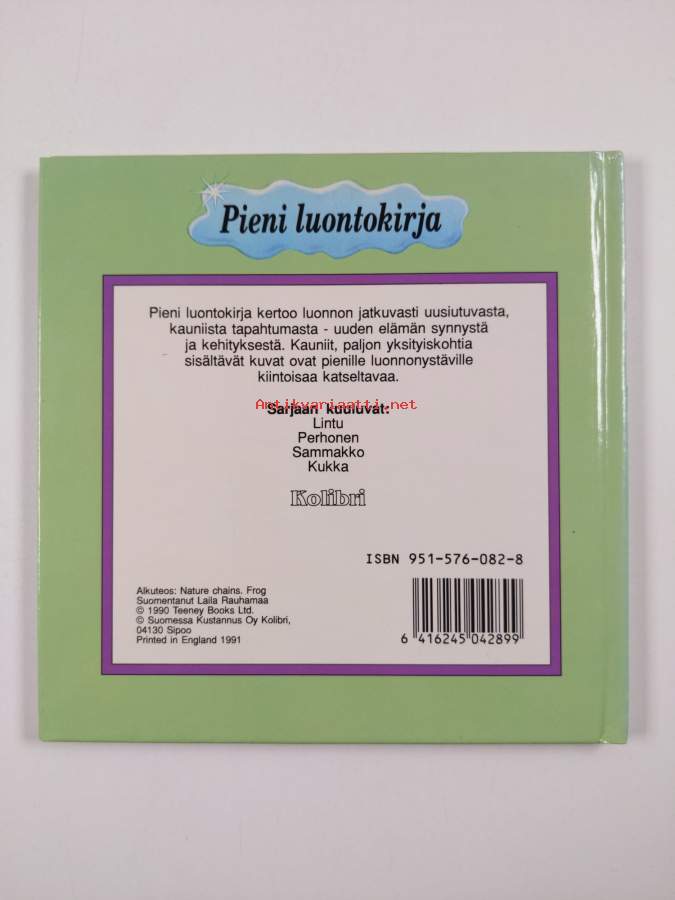 Pieni luontokirja
Pieni luontokirja kertoo luonnon jatkuvasti uusiutuvasta,
kauniista tapahtumasta - uuden elämän synnystä
ja kehityksestä. Kauniit, paljon yksityiskohtia
sisältävät kuvat ovat pienille luonnonystäville
kiintoisaa katseltavaa.
Antikvariaatti.net
Sarjaan kuuluvat:
Lintu
Perhonen
Sammakko
Kukka
Kolibri
ISBN 951-576-082-8
Alkuteos: Nature chains. Frog
Suomentanut Laila Rauhamaa
© 1990 Teeney Books Ltd.
© Suomessa Kustannus Oy Kolibri,
04130 Sipoo
Printed in England 1991
6 416245 042899